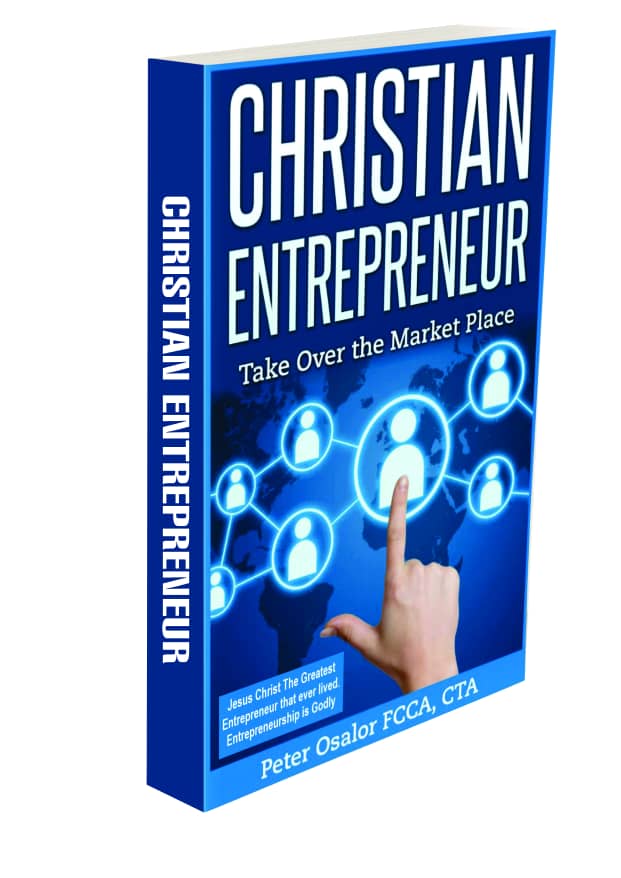 CHRISTIAN ENTREPRENEUR
CHRISTIAN
ENTREPRENEUR
Take Over the Market Place
Jesus Christ The Greatest
Entrepreneur that ever lived.
Entrepreneurship is Godly
Peter Osalor FCCA, CTA